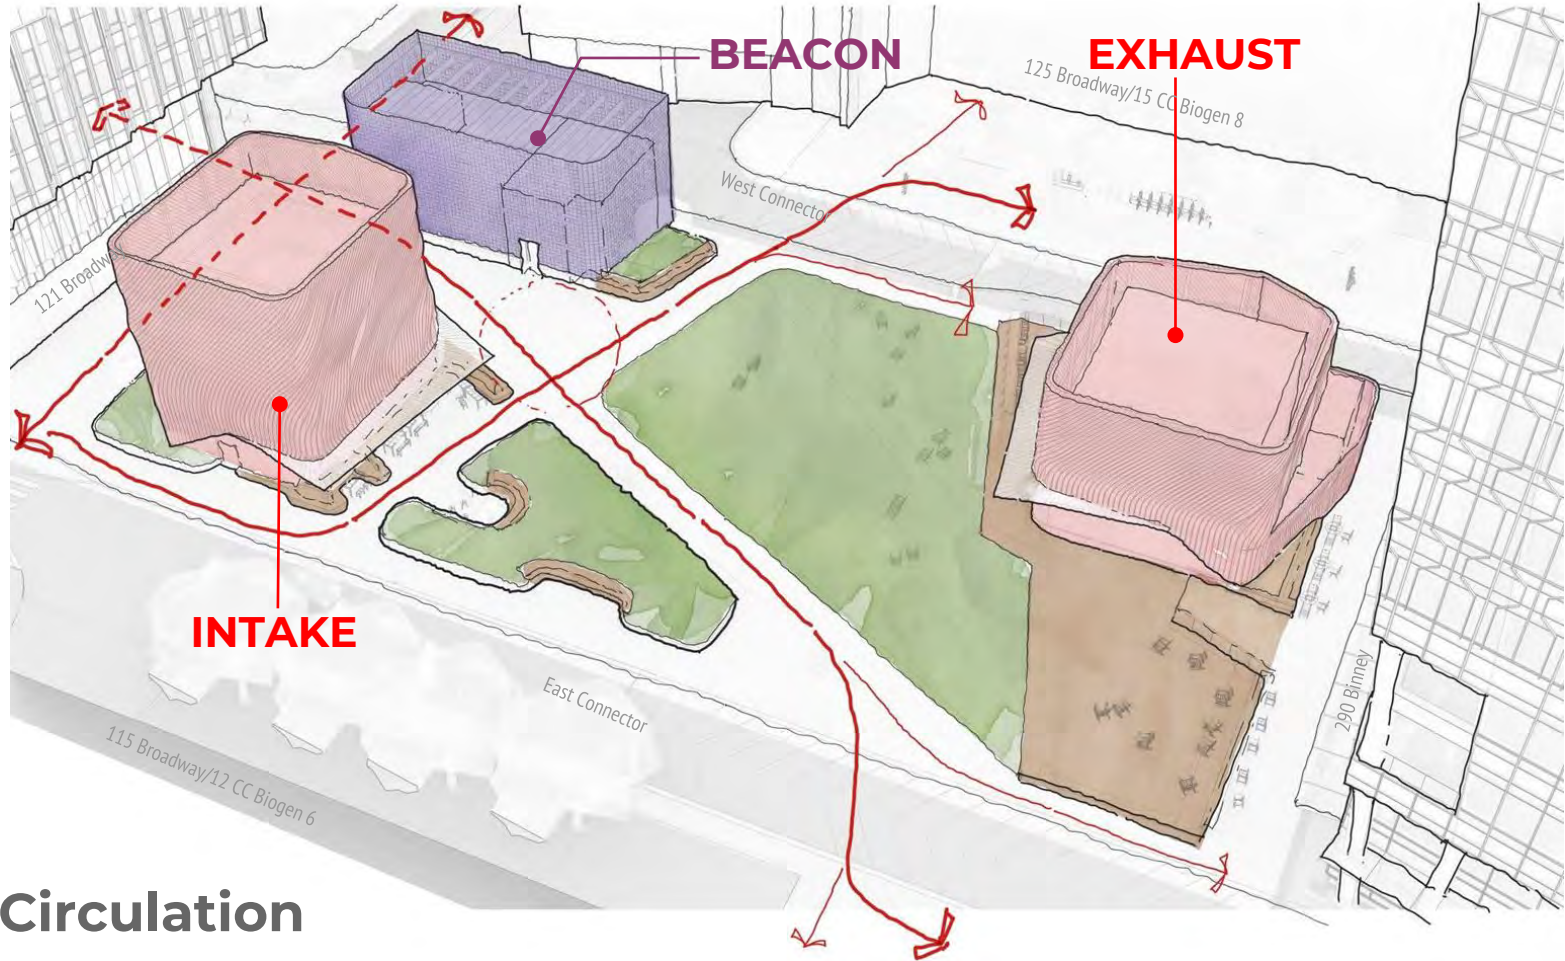 BEACON
EXHAUST
125 Broadway/15 CC Biogen 8
West Connector
121 Broadw
INTAKE
East Connector
290 Binney
115 Broadway/12 CC Biogen 6
Circulation